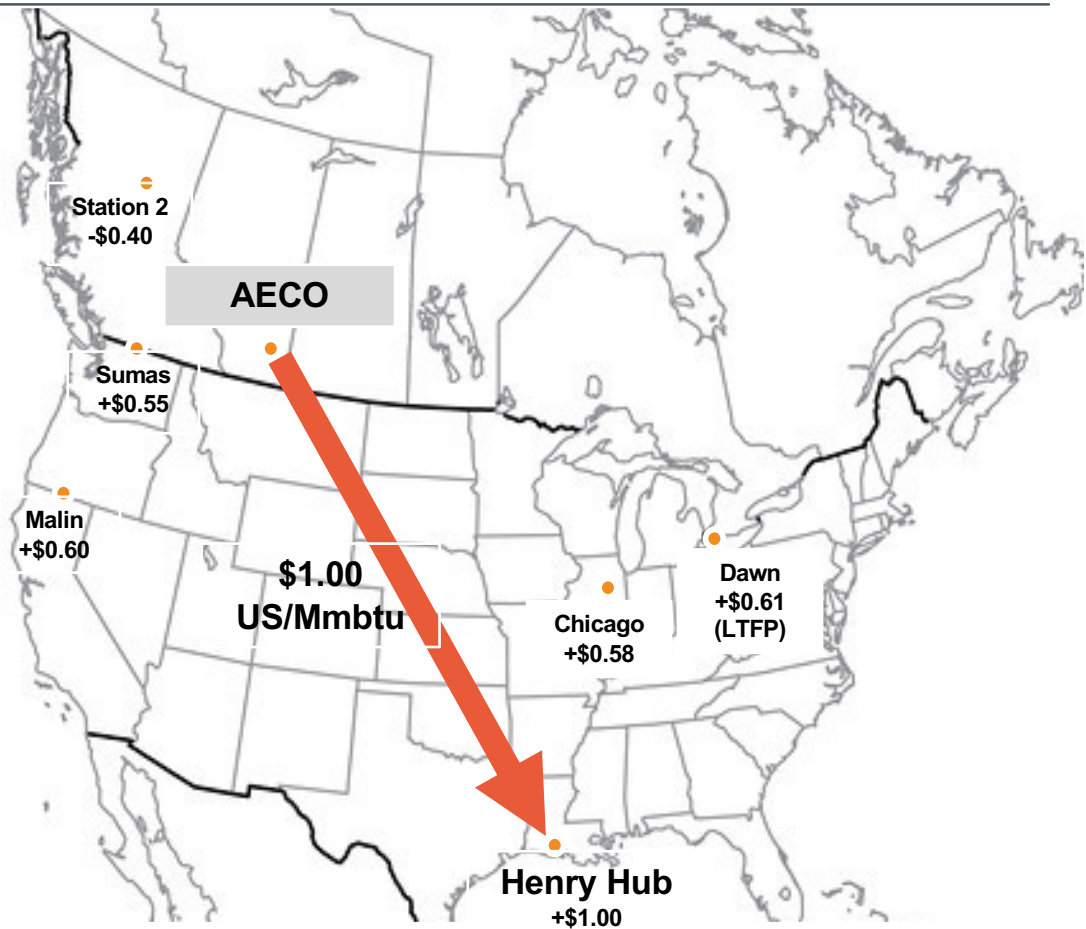 Station 2
-$0.40
AECO
Sumas
+$0.55
Malin
+$0.60
$1.00
US/Mmbtu
Chicago
+$0.58
Dawn
+$0.61
(LTFP)
Henry Hub
+$1.00